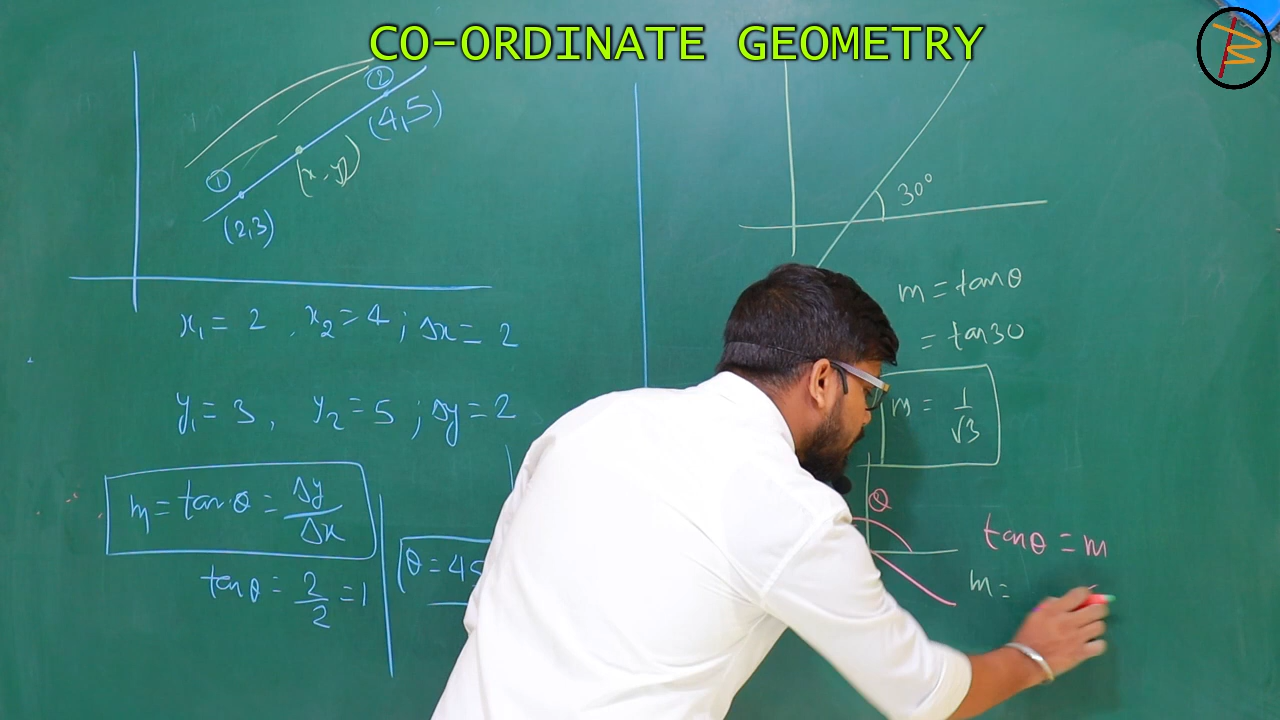 CO-ORDINATE GEOMETRY
②
(4,5)
(x, y)
①
(2,3)
x₁ = 2 , x₂ = 4 ; Δx = 2
y₁ = 3 , y₂ = 5 ; Δy = 2
m = tanθ = Δy/Δx
tanθ = 2/2 = 1
θ = 45
30°
m = tanθ
= tan30
m = 1/√3
θ
tanθ = m
m =